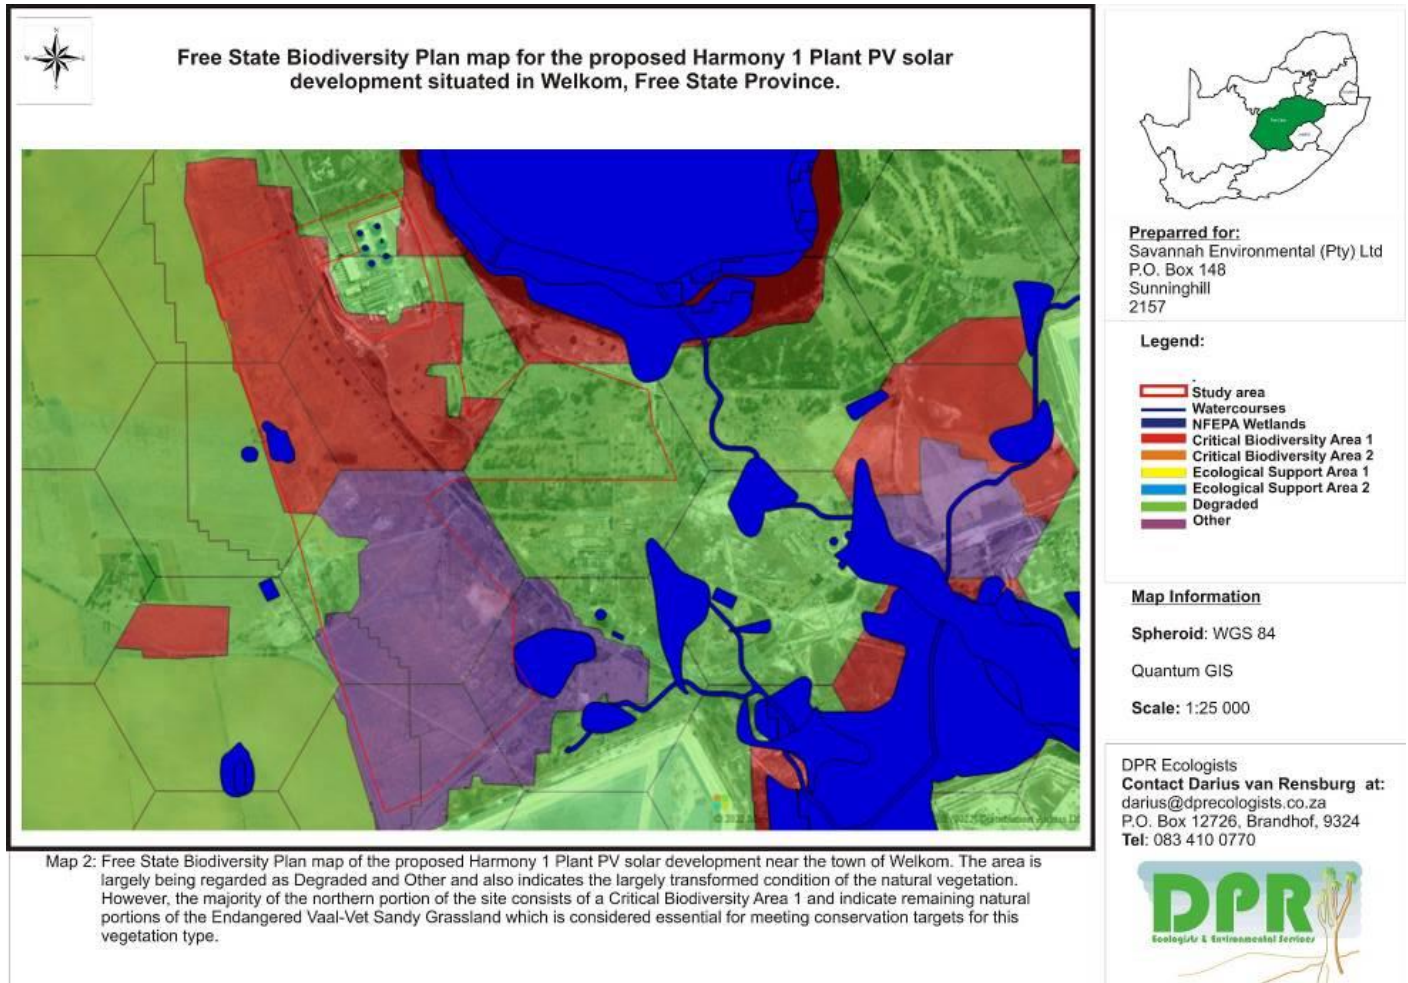 Free State Biodiversity Plan map for the proposed Harmony 1 Plant PV solar
development situated in Welkom, Free State Province.
Preparred for:
Savannah Environmental (Pty) Ltd
P.O. Box 148
Sunninghill
2157
Legend:
Study area
Watercourses
NFEPA Wetlands
Critical Biodiversity Area 1
Critical Biodiversity Area 2
Ecological Support Area 1
Ecological Support Area 2
Degraded
Other
Map Information
Spheroid: WGS 84
Quantum GIS
Scale: 1:25 000
DPR Ecologists
Contact Darius van Rensburg at:
darius@dprecologists.co.za
P.O. Box 12726, Brandhof, 9324
Tel: 083 410 0770
DPR
Ecologists & Environmental Services
Map 2: Free State Biodiversity Plan map of the proposed Harmony 1 Plant PV solar development near the town of Welkom. The area is
largely being regarded as Degraded and Other and also indicates the largely transformed condition of the natural vegetation.
However, the majority of the northern portion of the site consists of a Critical Biodiversity Area 1 and indicate remaining natural
portions of the Endangered Vaal-Vet Sandy Grassland which is considered essential for meeting conservation targets for this
vegetation type.